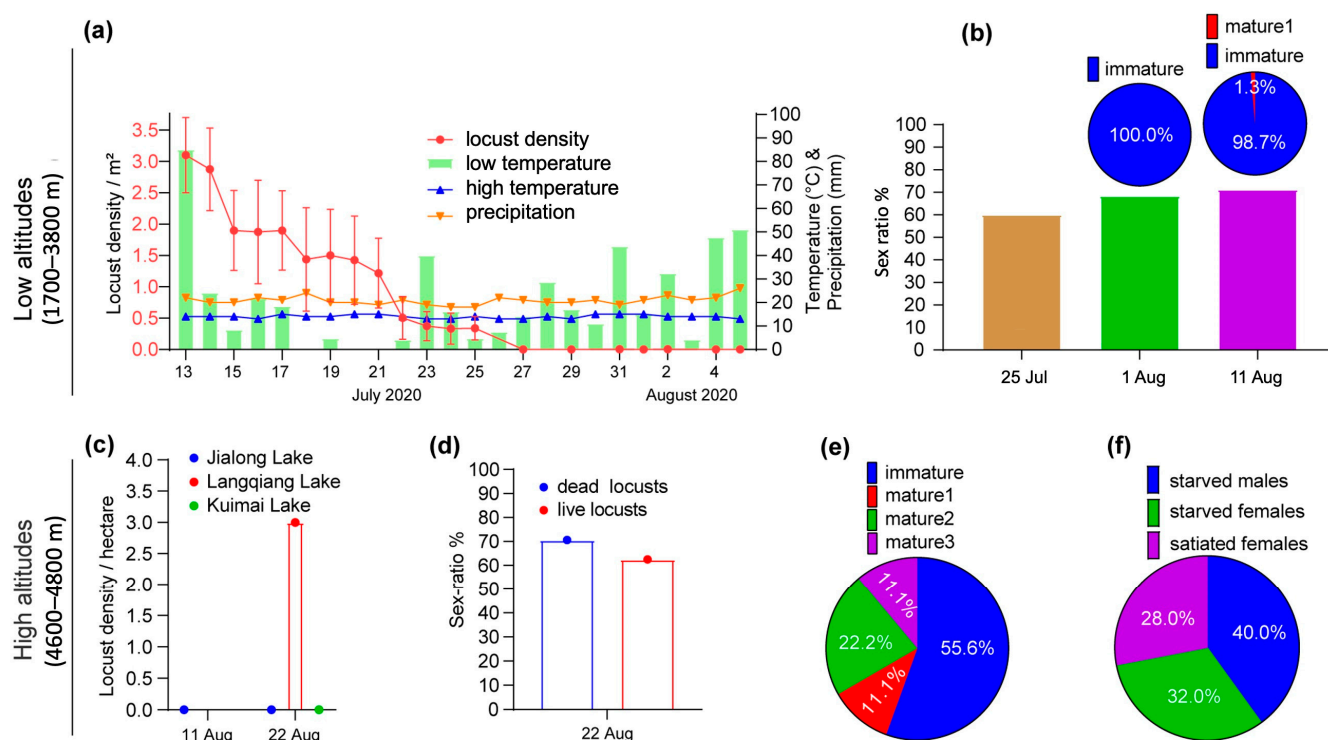 (a)
Low altitudes
(1700–3800 m)
Locust density / m²
3.5
3.0
2.5
2.0
1.5
1.0
0.5
0.0
locust density
low temperature
high temperature
precipitation
100
90
80
70
60
50
40
30
20
10
0
Temperature (°C) &
Precipitation (mm)
13 15 17 19 21 23 25 27 29 31 2 4
July 2020 August 2020
(b)
mature1
immature
immature
1.3%
100.0%
98.7%
Sex ratio %
100
90
80
70
60
50
40
30
20
10
0
25 Jul 1 Aug 11 Aug
High altitudes
(4600–4800 m)
(c)
Jialong Lake
Langqiang Lake
Kuimai Lake
Locust density / hectare
4.0
3.5
3.0
2.5
2.0
1.5
1.0
0.5
0.0
11 Aug 22 Aug
(d)
dead locusts
live locusts
Sex-ratio %
100
90
80
70
60
50
40
30
20
10
0
22 Aug
(e)
immature
mature1
mature2
mature3
11.1%
22.2%
55.6%
11.1%
(f)
starved males
starved females
satiated females
28.0%
40.0%
32.0%